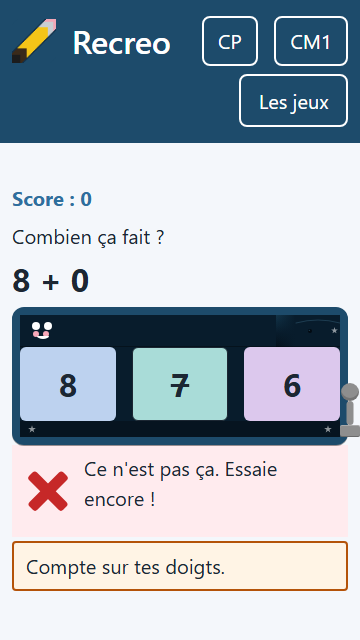 Recreo
CP
CM1
Les jeux
Score : 0
Combien ça fait ?
8 + 0
8
7
6
Ce n'est pas ça. Essaie
encore !
Compte sur tes doigts.